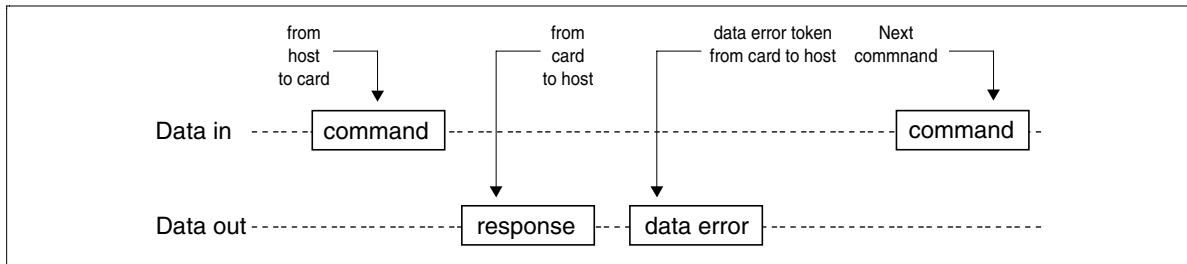 from
host
to card
from
card
to host
data error token
from card to host
Next
commnand
Data in
command
command
Data out
response
data error